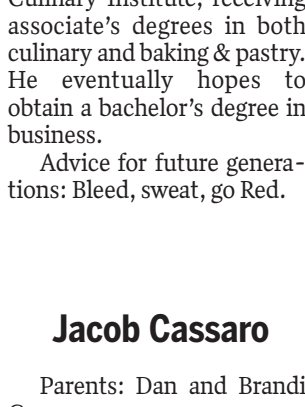 Culinary Institute, receiving
associate’s degrees in both
culinary and baking & pastry.
He eventually hopes to
obtain a bachelor’s degree in
business.
Advice for future genera-
tions: Bleed, sweat, go Red.
Jacob Cassaro
Parents: Dan and Brandi